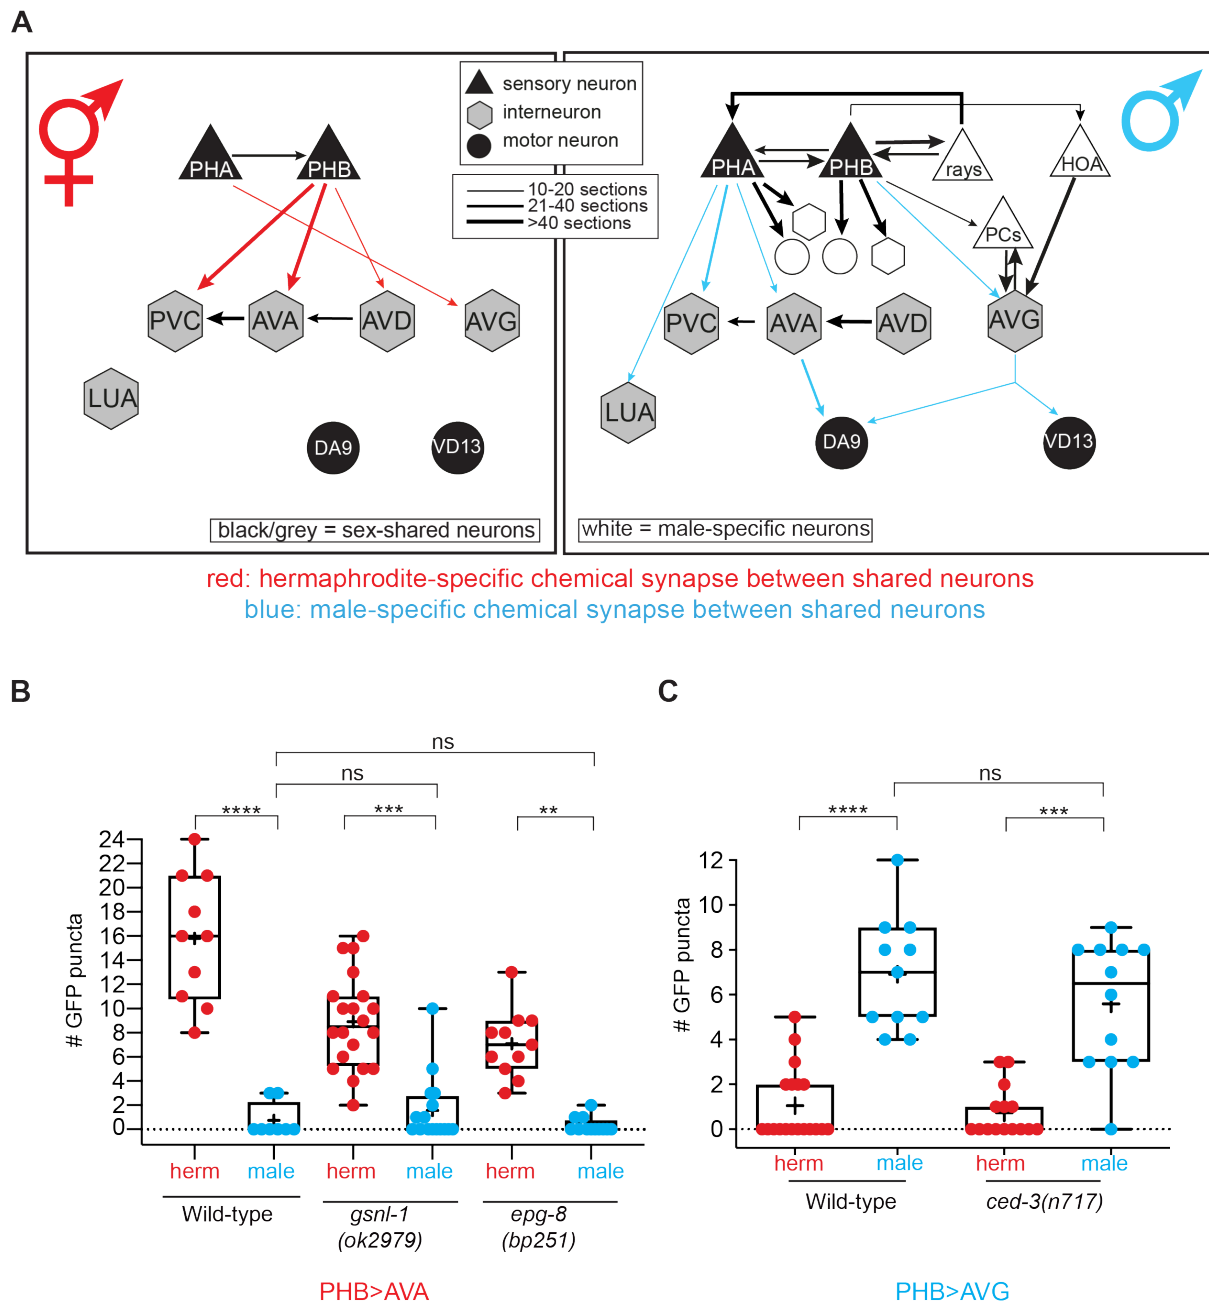 A
sensory neuron
interneuron
motor neuron
10-20 sections
21-40 sections
>40 sections
PHA
PHB
PVC
AVA
AVD
AVG
LUA
DA9
VD13
black/grey = sex-shared neurons
PHA
PHB
rays
HOA
PCs
PVC
AVA
AVD
AVG
LUA
DA9
VD13
white = male-specific neurons
red: hermaphrodite-specific chemical synapse between shared neurons
blue: male-specific chemical synapse between shared neurons
B
ns
ns
****
***
**
# GFP puncta
24
22
20
18
16
14
12
10
8
6
4
2
0
herm
male
herm
male
herm
male
Wild-type
gsnl-1
(ok2979)
epg-8
(bp251)
PHB>AVA
C
ns
****
***
# GFP puncta
12
10
8
6
4
2
0
herm
male
herm
male
Wild-type
ced-3(n717)
PHB>AVG